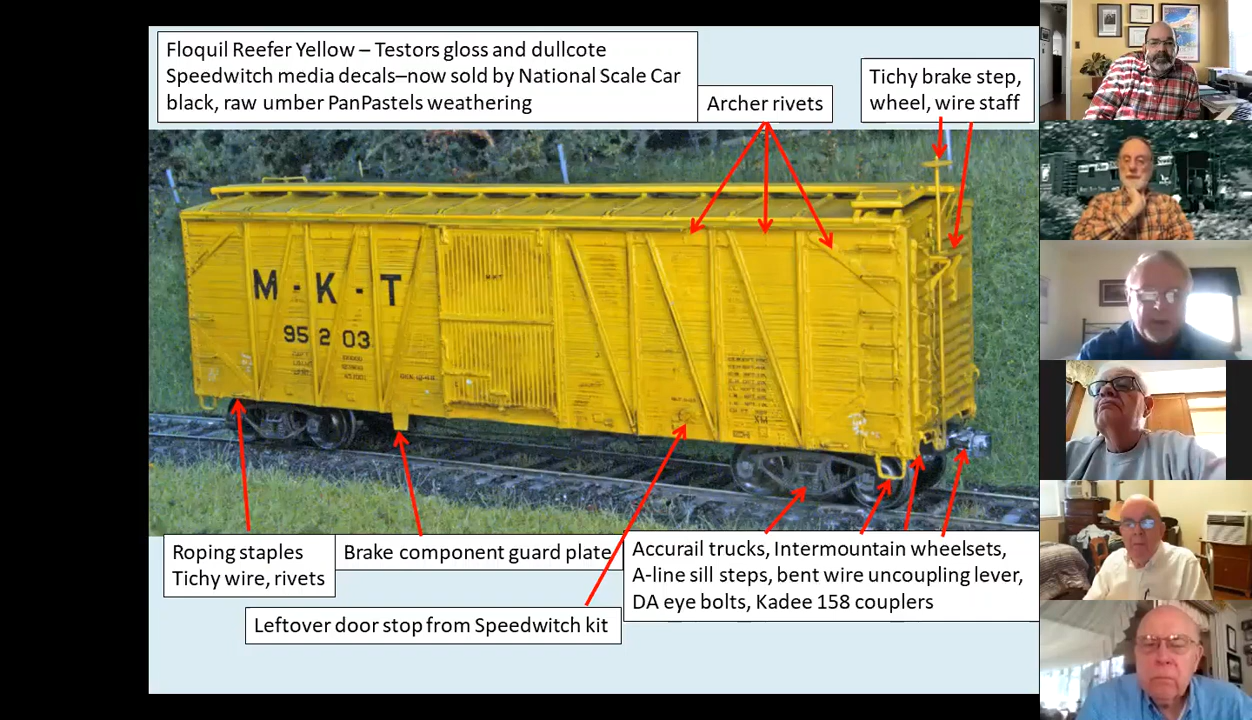 Floquil Reefer Yellow – Testors gloss and dullcote
Speedwitch media decals–now sold by National Scale Car
black, raw umber PanPastels weathering
Archer rivets
Tichy brake step,
wheel, wire staff
M-K-T
95203
M-K-T
XM
Roping staples
Tichy wire, rivets
Brake component guard plate
Accurail trucks, Intermountain wheelsets,
A-line sill steps, bent wire uncoupling lever,
DA eye bolts, Kadee 158 couplers
Leftover door stop from Speedwitch kit